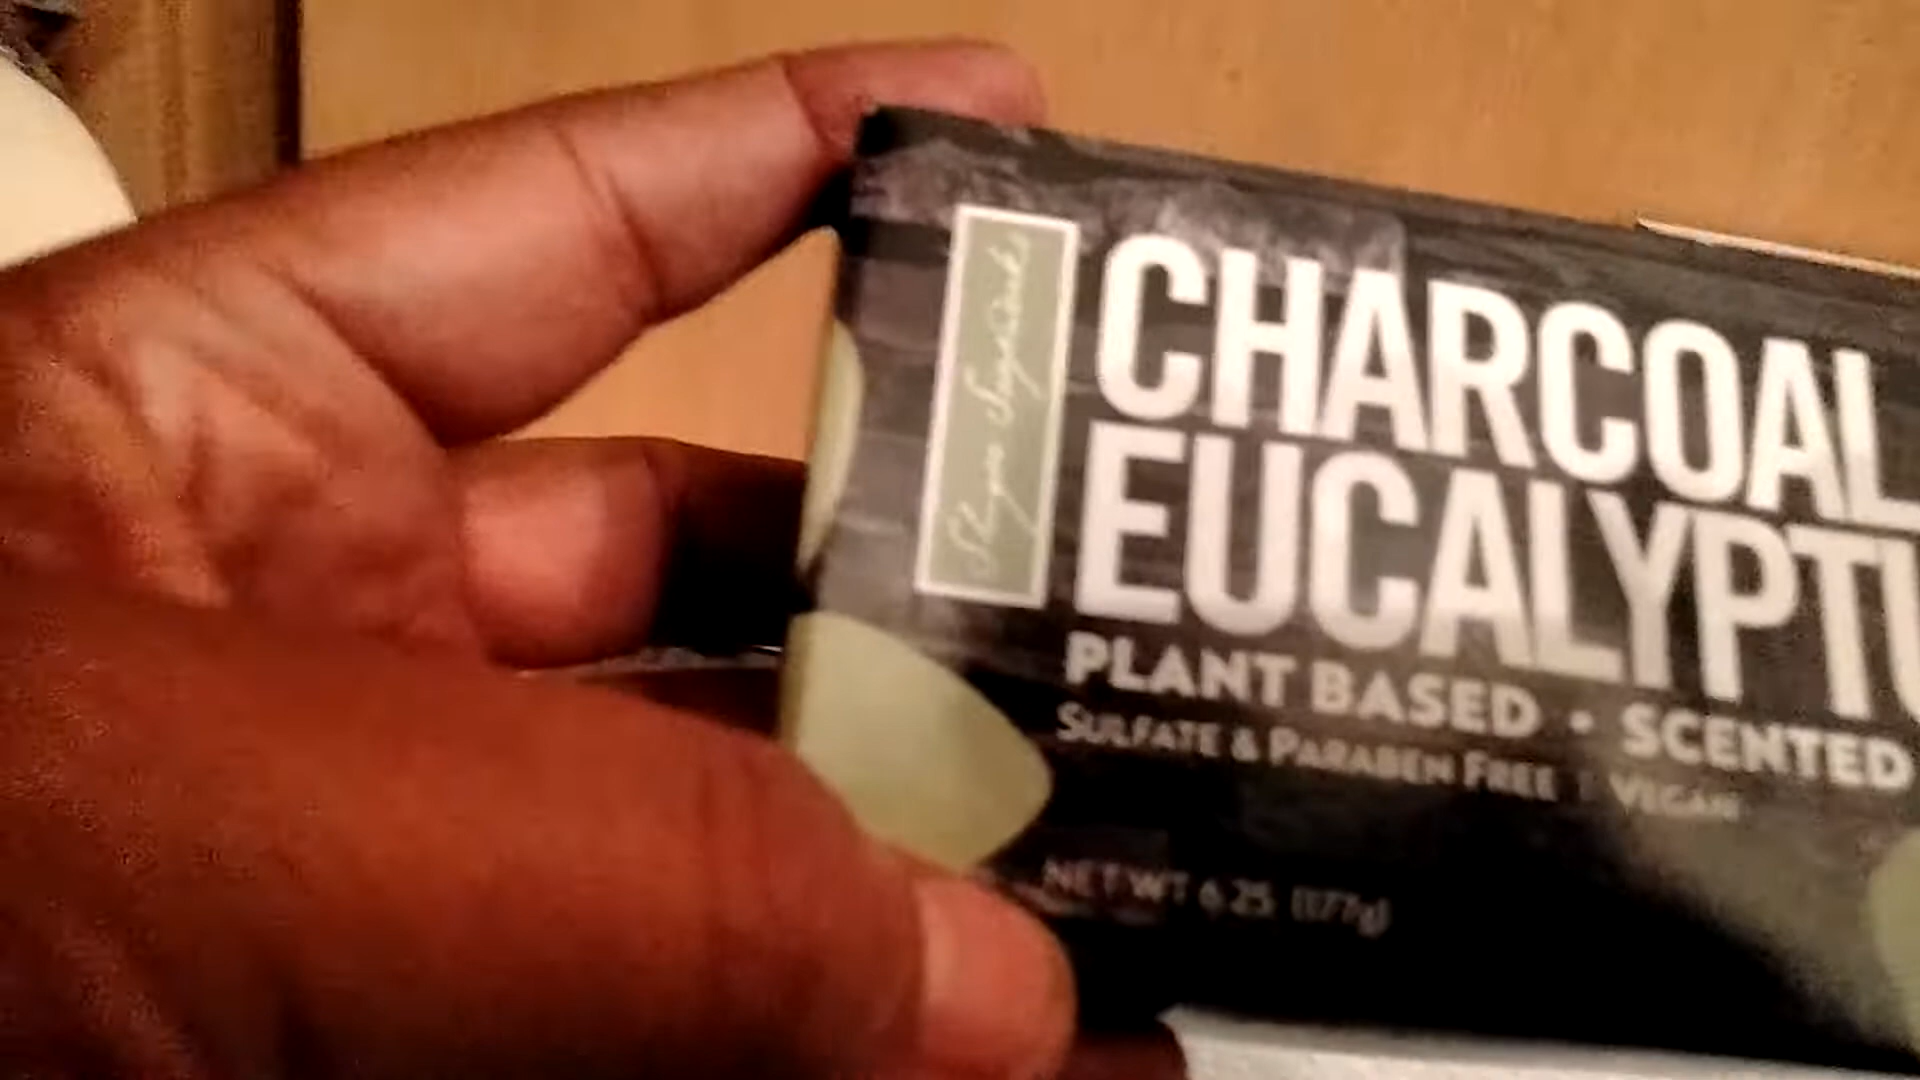 CHARCOAL
EUCALYPTU
PLANT BASED • SCENTED
SULFATE & PARABEN FREE | VEGAN
NET WT 6.25 (177g)